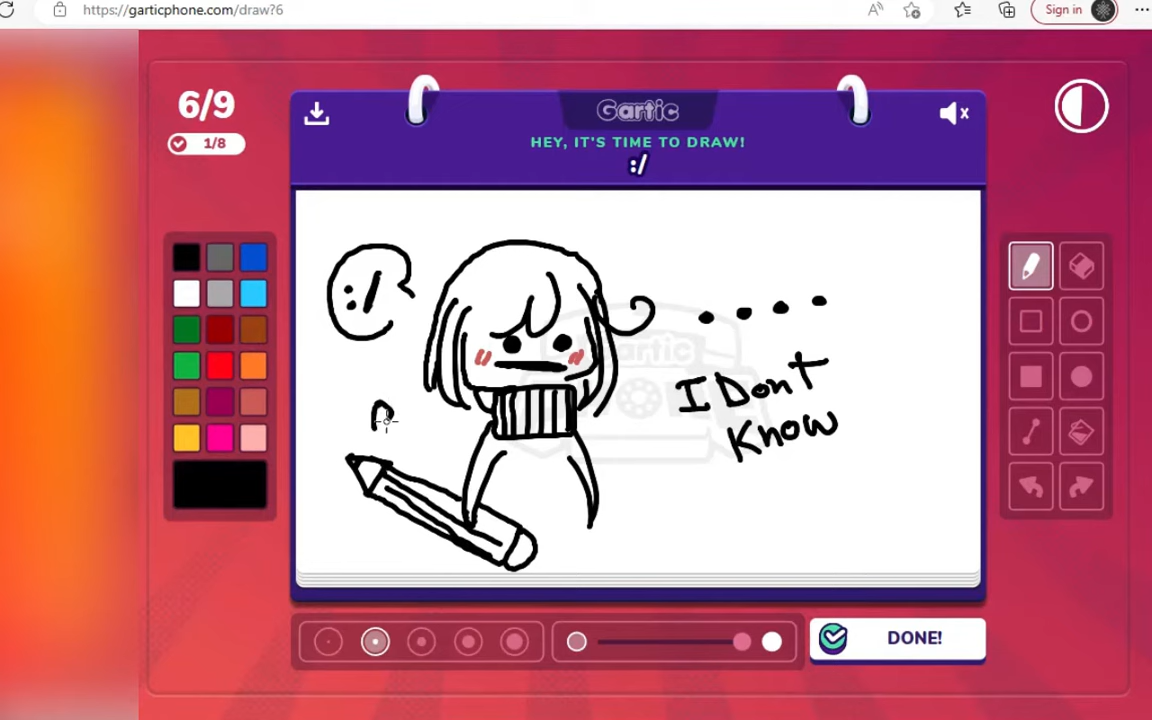 https://garticphone.com/draw?6
Sign in
6/9
1/8
Gartic
HEY, IT'S TIME TO DRAW!
:/
:/
I Dont
Know
DONE!